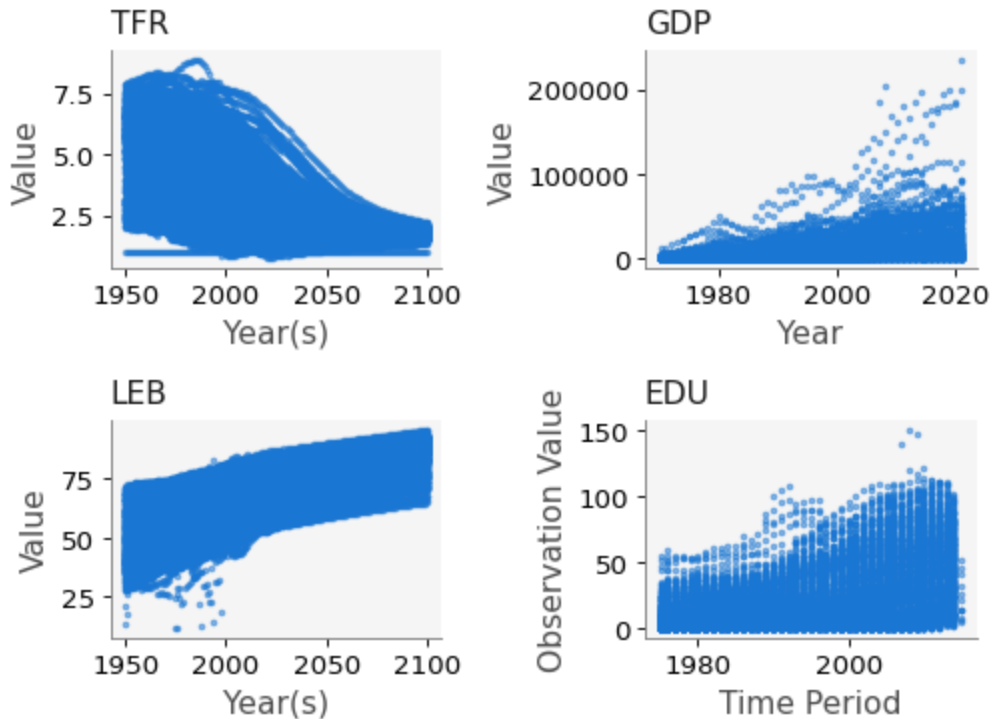 TFR
7.5
5.0
2.5
Value
1950 2000 2050 2100
Year(s)
GDP
200000
100000
0
Value
1980 2000 2020
Year
LEB
75
50
25
Value
1950 2000 2050 2100
Year(s)
EDU
150
100
50
0
Observation Value
1980 2000
Time Period